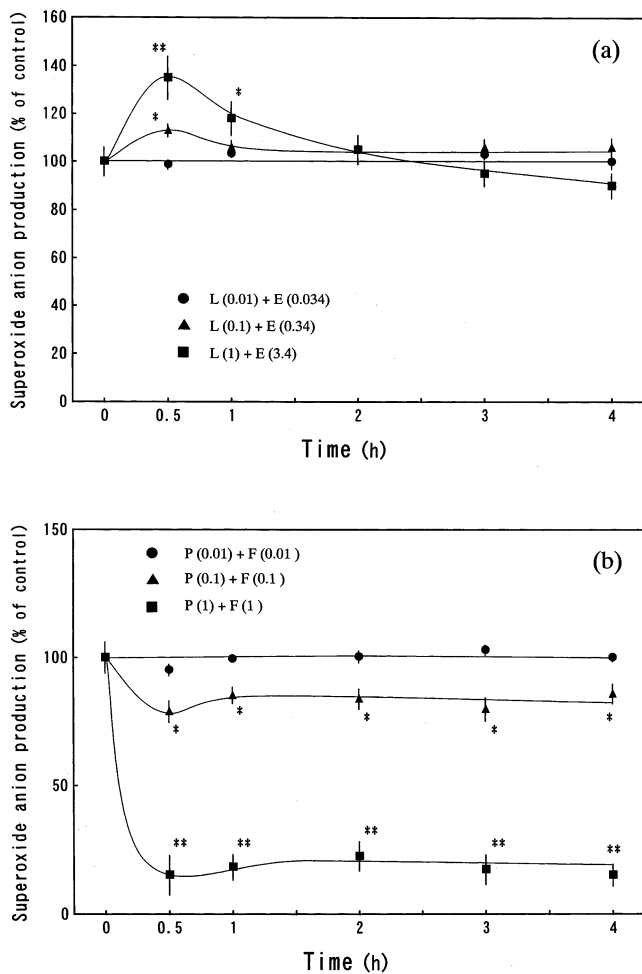 160
(a)
140
120
100
80
60
40
20
0
Superoxide anion production (% of control)
**
*
*
● L (0.01) + E (0.034)
▲ L (0.1) + E (0.34)
■ L (1) + E (3.4)
0 0.5 1 2 3 4
Time (h)
150
(b)
100
50
0
Superoxide anion production (% of control)
● P (0.01) + F (0.01 )
▲ P (0.1) + F (0.1 )
■ P (1) + F (1 )
* * * * *
** ** ** ** **
0 0.5 1 2 3 4
Time (h)